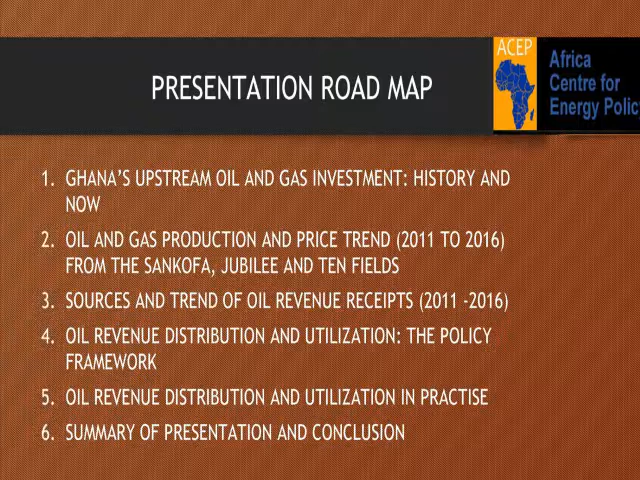 ACEP
Africa
Centre for
Energy Policy
PRESENTATION ROAD MAP
1. GHANA'S UPSTREAM OIL AND GAS INVESTMENT: HISTORY AND
NOW
2. OIL AND GAS PRODUCTION AND PRICE TREND (2011 TO 2016)
FROM THE SANKOFA, JUBILEE AND TEN FIELDS
3. SOURCES AND TREND OF OIL REVENUE RECEIPTS (2011 -2016)
4. OIL REVENUE DISTRIBUTION AND UTILIZATION: THE POLICY
FRAMEWORK
5. OIL REVENUE DISTRIBUTION AND UTILIZATION IN PRACTISE
6. SUMMARY OF PRESENTATION AND CONCLUSION